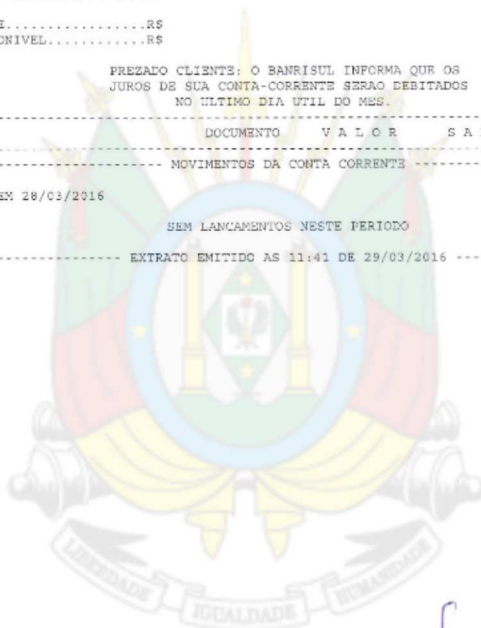 E.................R$
ONIVEL............R$
PREZADO CLIENTE: O BANRISUL INFORMA QUE OS
JUROS DE SUA CONTA-CORRENTE SERAO DEBITADOS
NO ULTIMO DIA UTIL DO MES.
DOCUMENTO V A L O R S A
MOVIMENTOS DA CONTA CORRENTE
EM 28/03/2016
SEM LANCAMENTOS NESTE PERIODO
EXTRATO EMITIDO AS 11:41 DE 29/03/2016
LIBERDADE IGUALDADE HUMANIDADE